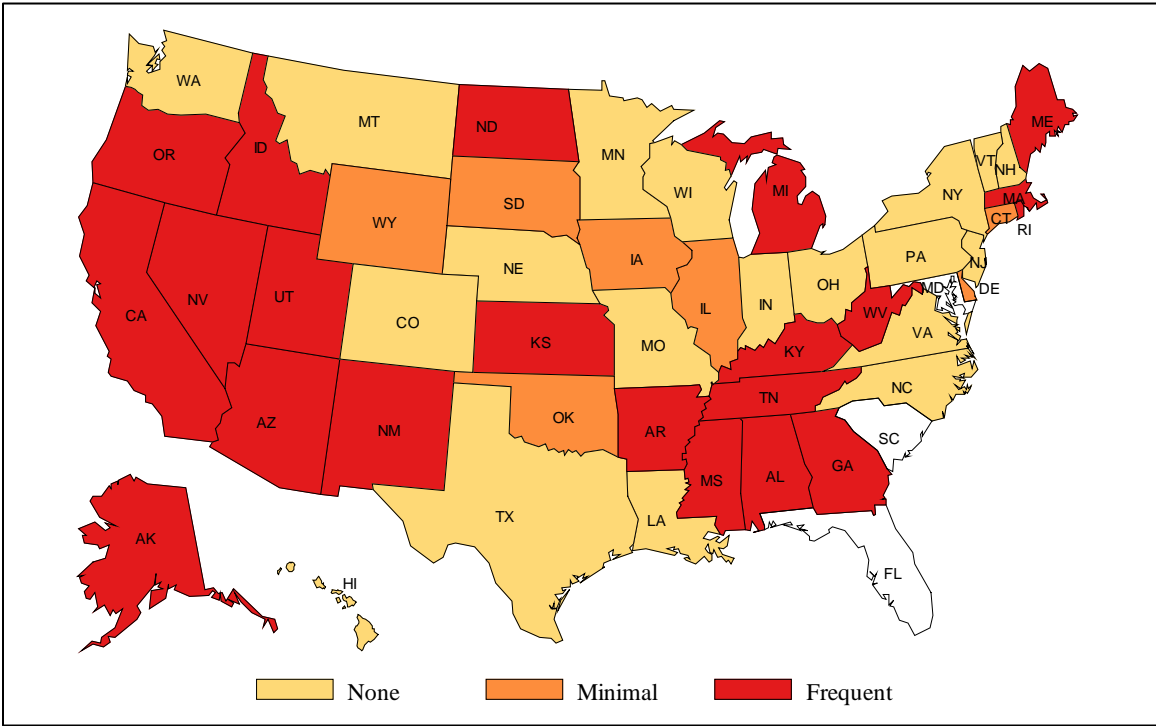 WA
MT
ND
MN
ME
OR
ID
VT
NH
WI
NY
MI
MA
SD
WY
CT
RI
IA
PA
NE
NJ
OH
MD
DE
UT
IL
IN
NV
WV
CA
CO
VA
KS
MO
KY
NC
TN
OK
AZ
NM
AR
SC
GA
MS
AL
TX
LA
AK
FL
HI
None
Minimal
Frequent